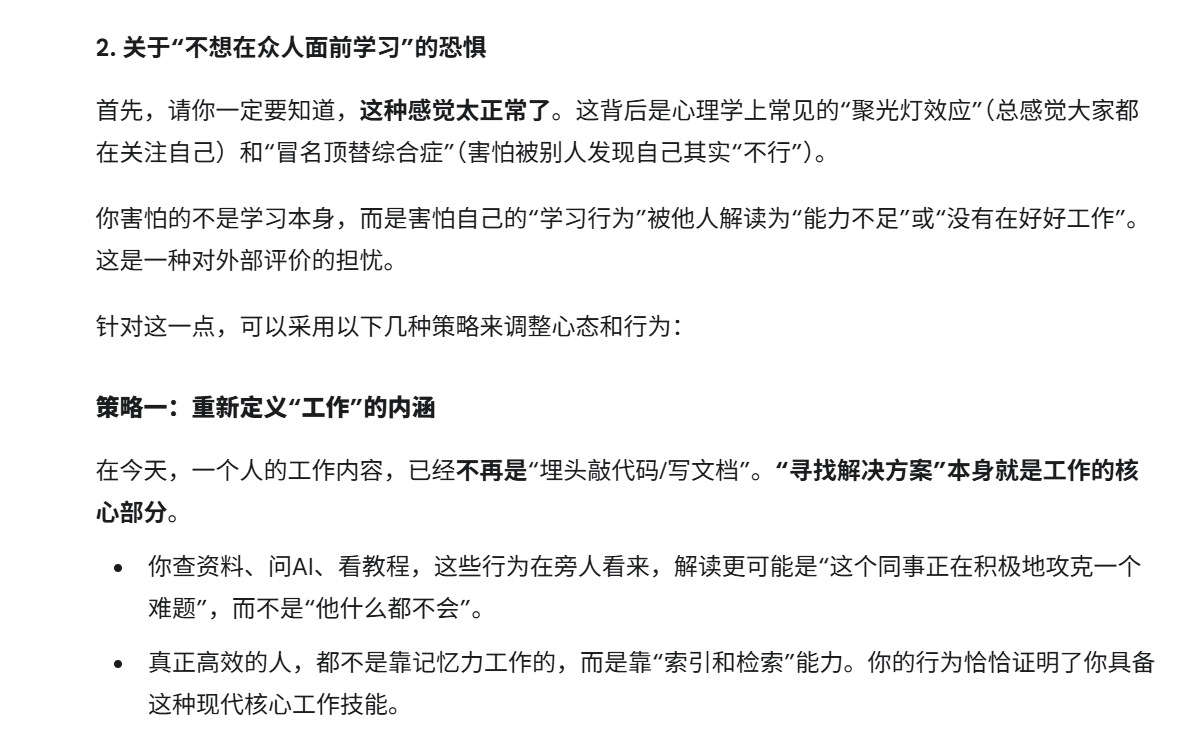 2. 关于“不想在众人面前学习”的恐惧
首先，请你一定要知道，这种感觉太正常了。这背后是心理学上常见的“聚光灯效应”（总感觉大家都
在关注自己）和“冒名顶替综合症”（害怕被别人发现自己其实“不行”）。
你害怕的不是学习本身，而是害怕自己的“学习行为”被他人解读为“能力不足”或“没有在好好工作”。
这是一种对外部评价的担忧。
针对这一点，可以采用以下几种策略来调整心态和行为：
策略一：重新定义“工作”的内涵
在今天，一个人的工作内容，已经不再是“埋头敲代码/写文档”。“寻找解决方案”本身就是工作的核
心部分。
• 你查资料、问AI、看教程，这些行为在旁人看来，解读更可能是“这个同事正在积极地攻克一个
难题”，而不是“他什么都不会”。
• 真正高效的人，都不是靠记忆力工作的，而是靠“索引和检索”能力。你的行为恰恰证明了你具备
这种现代核心工作技能。